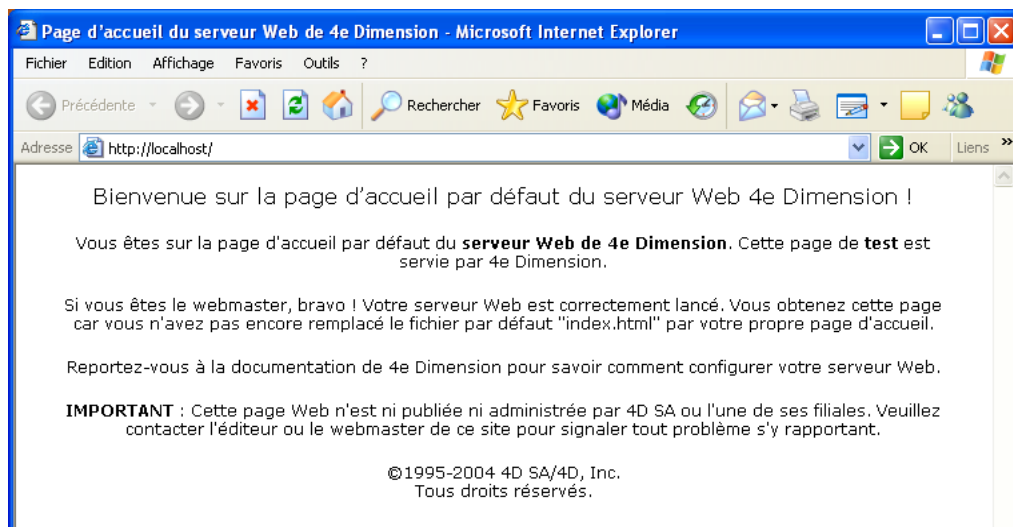 Page d'accueil du serveur Web de 4e Dimension - Microsoft Internet Explorer
Fichier Edition Affichage Favoris Outils ?
Précédente Rechercher Favoris Média
Adresse http://localhost/ OK Liens »
Bienvenue sur la page d'accueil par défaut du serveur Web 4e Dimension !
Vous êtes sur la page d'accueil par défaut du serveur Web de 4e Dimension. Cette page de test est
servie par 4e Dimension.
Si vous êtes le webmaster, bravo ! Votre serveur Web est correctement lancé. Vous obtenez cette page
car vous n'avez pas encore remplacé le fichier par défaut "index.html" par votre propre page d'accueil.
Reportez-vous à la documentation de 4e Dimension pour savoir comment configurer votre serveur Web.
IMPORTANT : Cette page Web n'est ni publiée ni administrée par 4D SA ou l'une de ses filiales. Veuillez
contacter l'éditeur ou le webmaster de ce site pour signaler tout problème s'y rapportant.
©1995-2004 4D SA/4D, Inc.
Tous droits réservés.